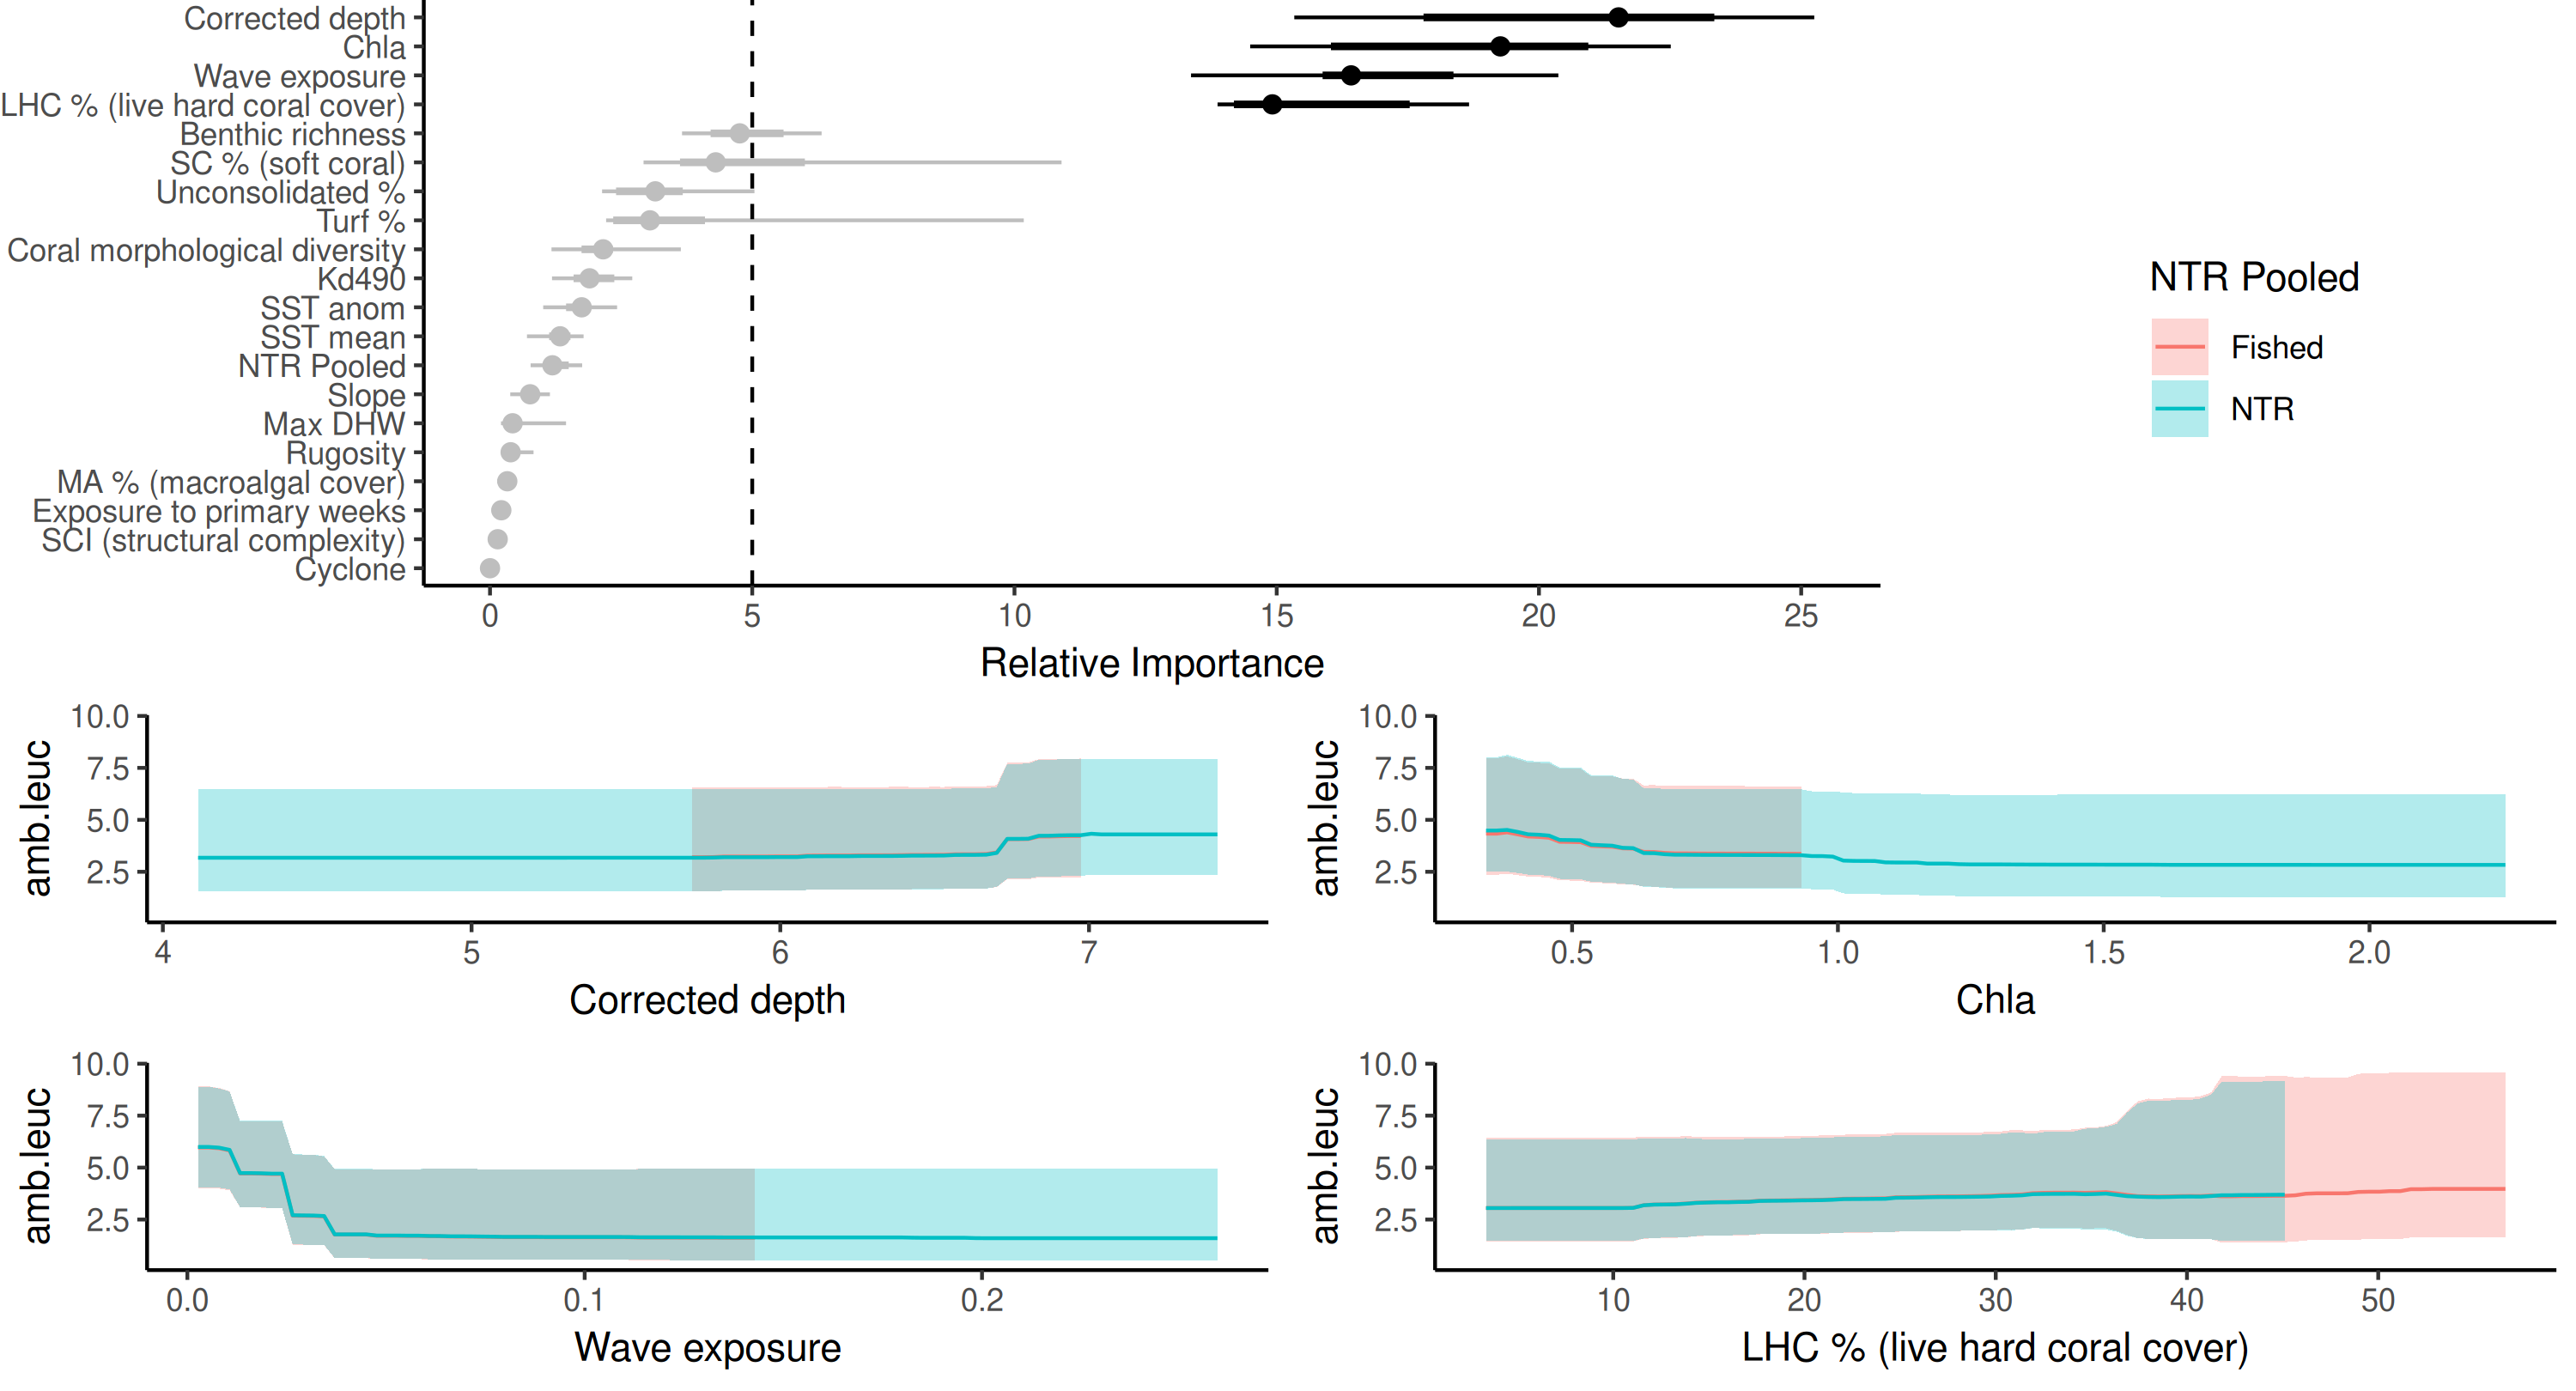 Corrected depth
Chla
Wave exposure
LHC % (live hard coral cover)
Benthic richness
SC % (soft coral)
Unconsolidated %
Turf %
Coral morphological diversity
Kd490
SST anom
SST mean
NTR Pooled
Slope
Max DHW
Rugosity
MA % (macroalgal cover)
Exposure to primary weeks
SCI (structural complexity)
Cyclone
0 5 10 15 20 25
Relative Importance
NTR Pooled
Fished
NTR
10.0
7.5
5.0
2.5
amb.leuc
4 5 6 7
Corrected depth
10.0
7.5
5.0
2.5
amb.leuc
0.5 1.0 1.5 2.0
Chla
10.0
7.5
5.0
2.5
amb.leuc
0.0 0.1 0.2
Wave exposure
10.0
7.5
5.0
2.5
amb.leuc
10 20 30 40 50
LHC % (live hard coral cover)